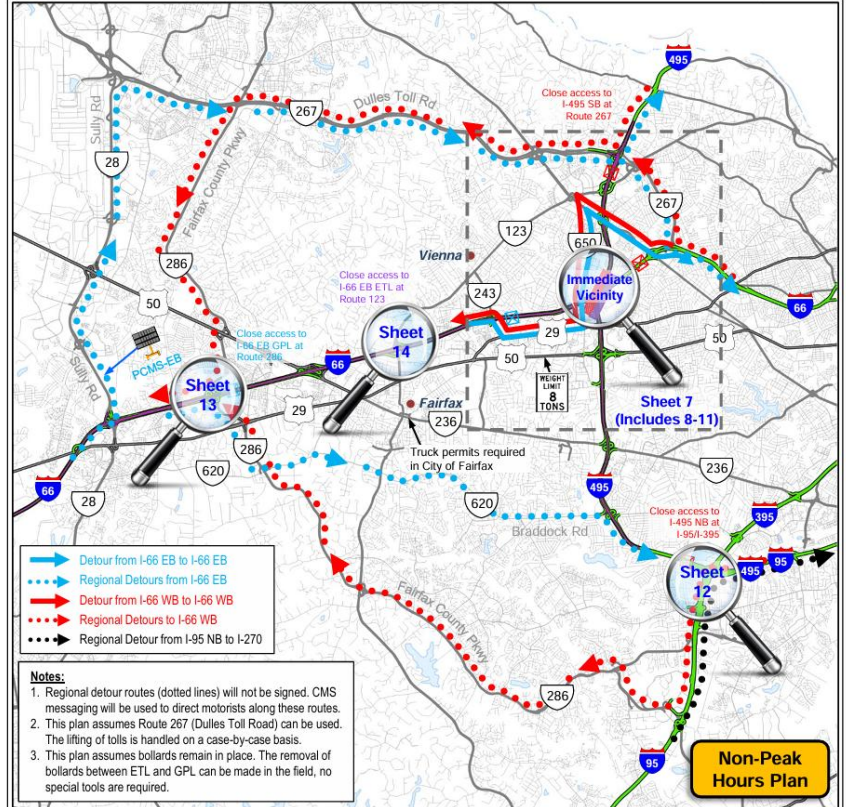 495
Close access to
I-495 SB at
Route 267
Dulles Toll Rd
267
Sully Rd
28
Fairfax County Pkwy
267
123
650
Vienna
286
Close access to
I-66 EB ETL at
Route 123
243
Immediate
Vicinity
66
50
Close access to
I-66 EB GPL at
Route 286
PCMS-EB
Sheet
14
29
50
50
66
Sully Rd
Sheet
13
WEIGHT
LIMIT
8
TONS
Sheet 7
(Includes 8-11)
29
Fairfax
236
Truck permits required
in City of Fairfax
286
620
236
66
28
495
620
Braddock Rd
Close access to
I-495 NB at
I-95/I-395
395
495
95
Sheet
12
Detour from I-66 EB to I-66 EB
Regional Detours from I-66 EB
Detour from I-66 WB to I-66 WB
Regional Detours to I-66 WB
Regional Detour from I-95 NB to I-270
Fairfax County Pkwy
286
95
Notes:
1. Regional detour routes (dotted lines) will not be signed. CMS
messaging will be used to direct motorists along these routes.
2. This plan assumes Route 267 (Dulles Toll Road) can be used.
The lifting of tolls is handled on a case-by-case basis.
3. This plan assumes bollards remain in place. The removal of
bollards between ETL and GPL can be made in the field, no
special tools are required.
Non-Peak
Hours Plan